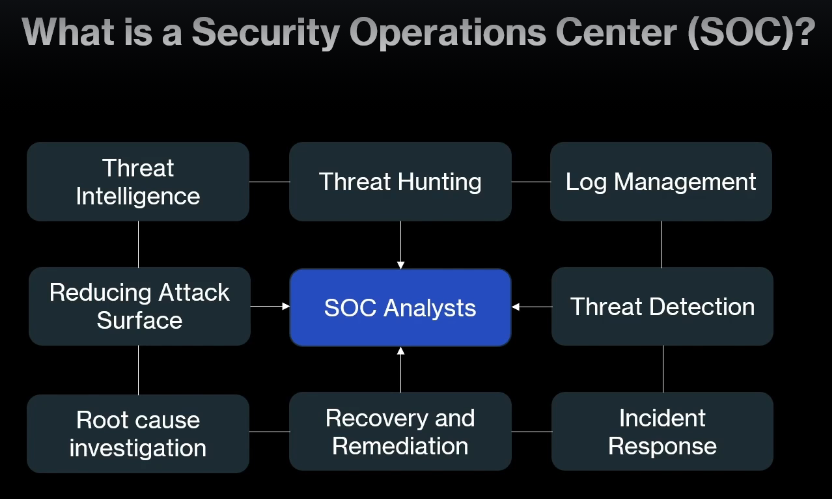 What is a Security Operations Center (SOC)?
Threat
Intelligence
Threat Hunting
Log Management
Reducing Attack
Surface
SOC Analysts
Threat Detection
Root cause
investigation
Recovery and
Remediation
Incident
Response